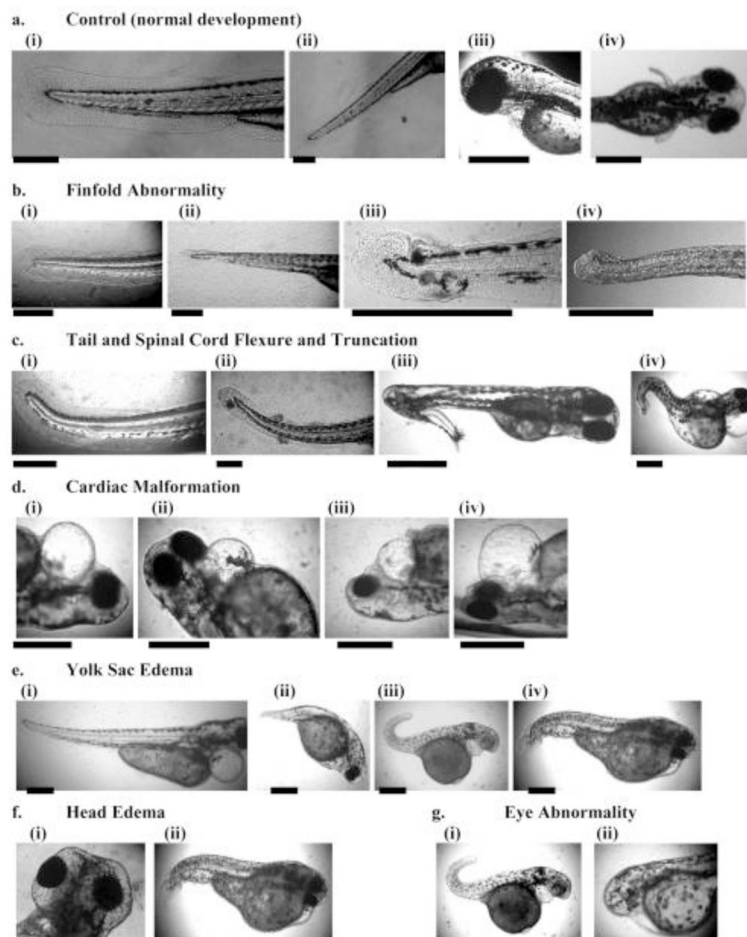 a. Control (normal development)
(i) (ii) (iii) (iv)
b. Finfold Abnormality
(i) (ii) (iii) (iv)
c. Tail and Spinal Cord Flexure and Truncation
(i) (ii) (iii) (iv)
d. Cardiac Malformation
(i) (ii) (iii) (iv)
e. Yolk Sac Edema
(i) (ii) (iii) (iv)
f. Head Edema g. Eye Abnormality
(i) (ii) (i) (ii)